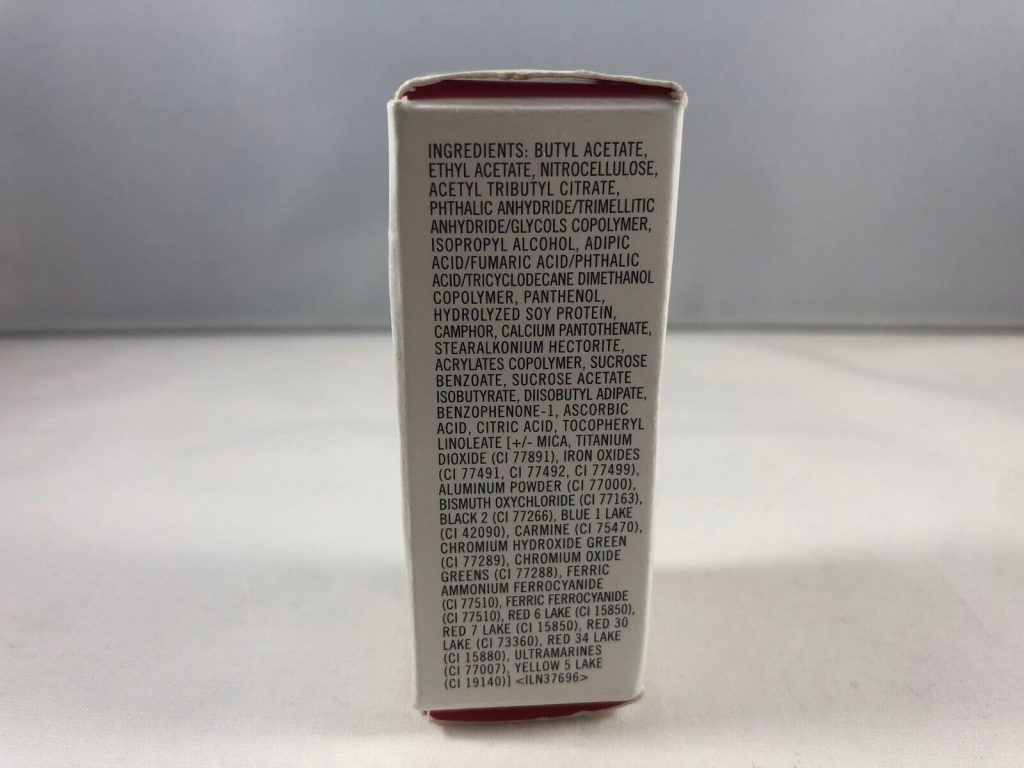 INGREDIENTS: BUTYL ACETATE,
ETHYL ACETATE, NITROCELLULOSE,
ACETYL TRIBUTYL CITRATE,
PHTHALIC ANHYDRIDE/TRIMELLITIC
ANHYDRIDE/GLYCOLS COPOLYMER,
ISOPROPYL ALCOHOL, ADIPIC
ACID/FUMARIC ACID/PHTHALIC
ACID/TRICYCLODECANE DIMETHANOL
COPOLYMER, PANTHENOL,
HYDROLYZED SOY PROTEIN,
CAMPHOR, CALCIUM PANTOTHENATE,
STEARALKONIUM HECTORITE,
ACRYLATES COPOLYMER, SUCROSE
BENZOATE, SUCROSE ACETATE
ISOBUTYRATE, DIISOBUTYL ADIPATE,
BENZOPHENONE-1, ASCORBIC
ACID, CITRIC ACID, TOCOPHERYL
LINOLEATE [+/- MICA, TITANIUM
DIOXIDE (CI 77891), IRON OXIDES
(CI 77491, CI 77492, CI 77499),
ALUMINUM POWDER (CI 77000),
BISMUTH OXYCHLORIDE (CI 77163),
BLACK 2 (CI 77266), BLUE 1 LAKE
(CI 42090), CARMINE (CI 75470),
CHROMIUM HYDROXIDE GREEN
(CI 77289), CHROMIUM OXIDE
GREENS (CI 77288), FERRIC
AMMONIUM FERROCYANIDE
(CI 77510), FERRIC FERROCYANIDE
(CI 77510), RED 6 LAKE (CI 15850),
RED 7 LAKE (CI 15850), RED 30
LAKE (CI 73360), RED 34 LAKE
(CI 15880), ULTRAMARINES
(CI 77007), YELLOW 5 LAKE
(CI 19140)] <ILN37696>